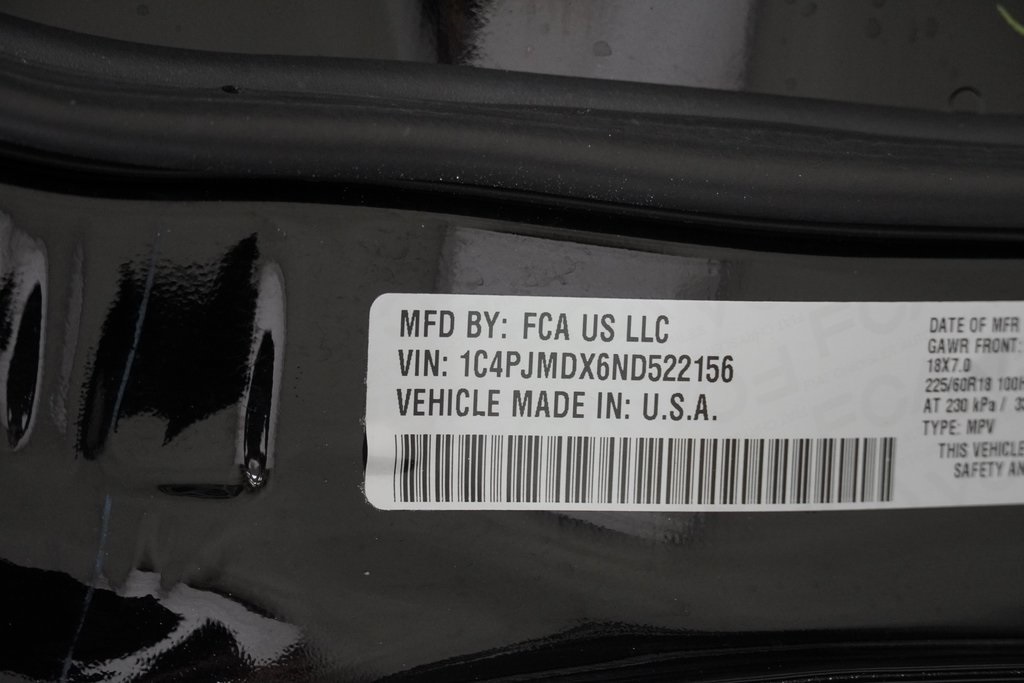 MFD BY: FCA US LLC
VIN: 1C4PJMDX6ND522156
VEHICLE MADE IN: U.S.A.
DATE OF MFR
GAWR FRONT:
18X7.0
225/60R18 100H
AT 230 kPa /
TYPE: MPV
THIS VEHICLE
SAFETY